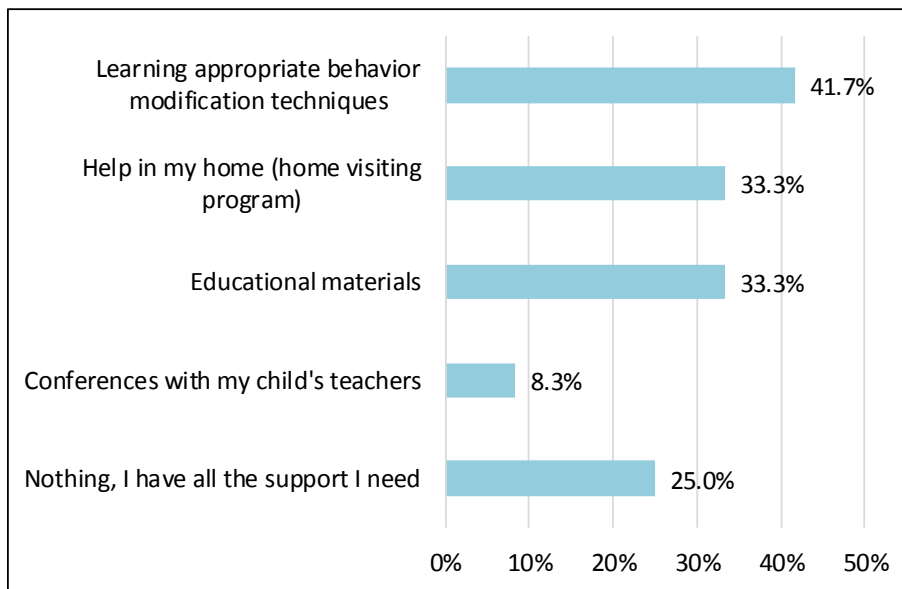 Learning appropriate behavior
modification techniques
41.7%
Help in my home (home visiting
program)
33.3%
Educational materials
33.3%
Conferences with my child's teachers
8.3%
Nothing, I have all the support I need
25.0%
0% 10% 20% 30% 40% 50%